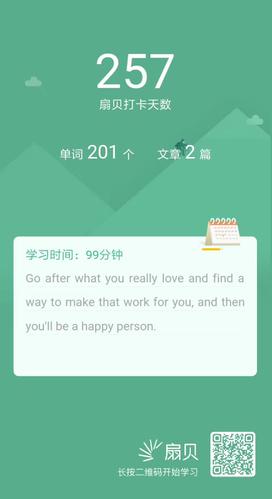 257
扇贝打卡天数
单词 201 个 文章 2 篇
学习时间：99分钟
Go after what you really love and find a
way to make that work for you, and then
you'll be a happy person.
扇贝
长按二维码开始学习